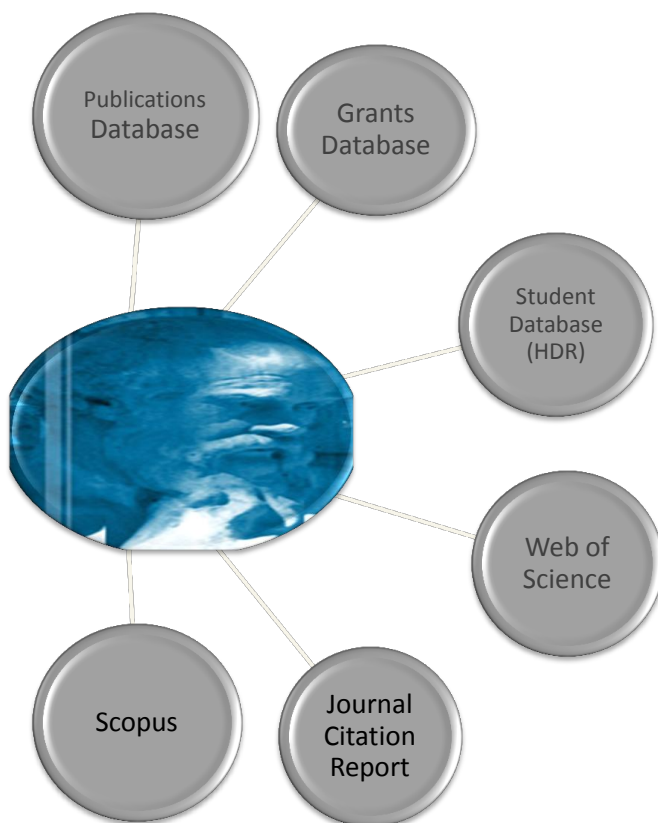 Publications
Database
Grants
Database
Student
Database
(HDR)
Web of
Science
Scopus
Journal
Citation
Report